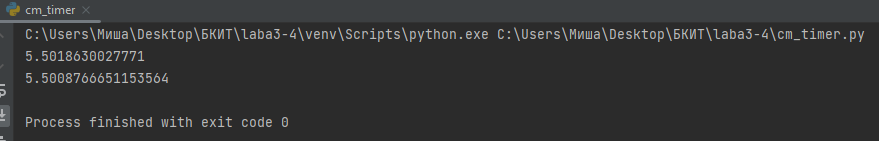 cm_timer
C:\Users\Миша\Desktop\БКИТ\laba3-4\venv\Scripts\python.exe C:\Users\Миша\Desktop\БКИТ\laba3-4\cm_timer.py
5.5018630027771
5.5008766651153564
Process finished with exit code 0